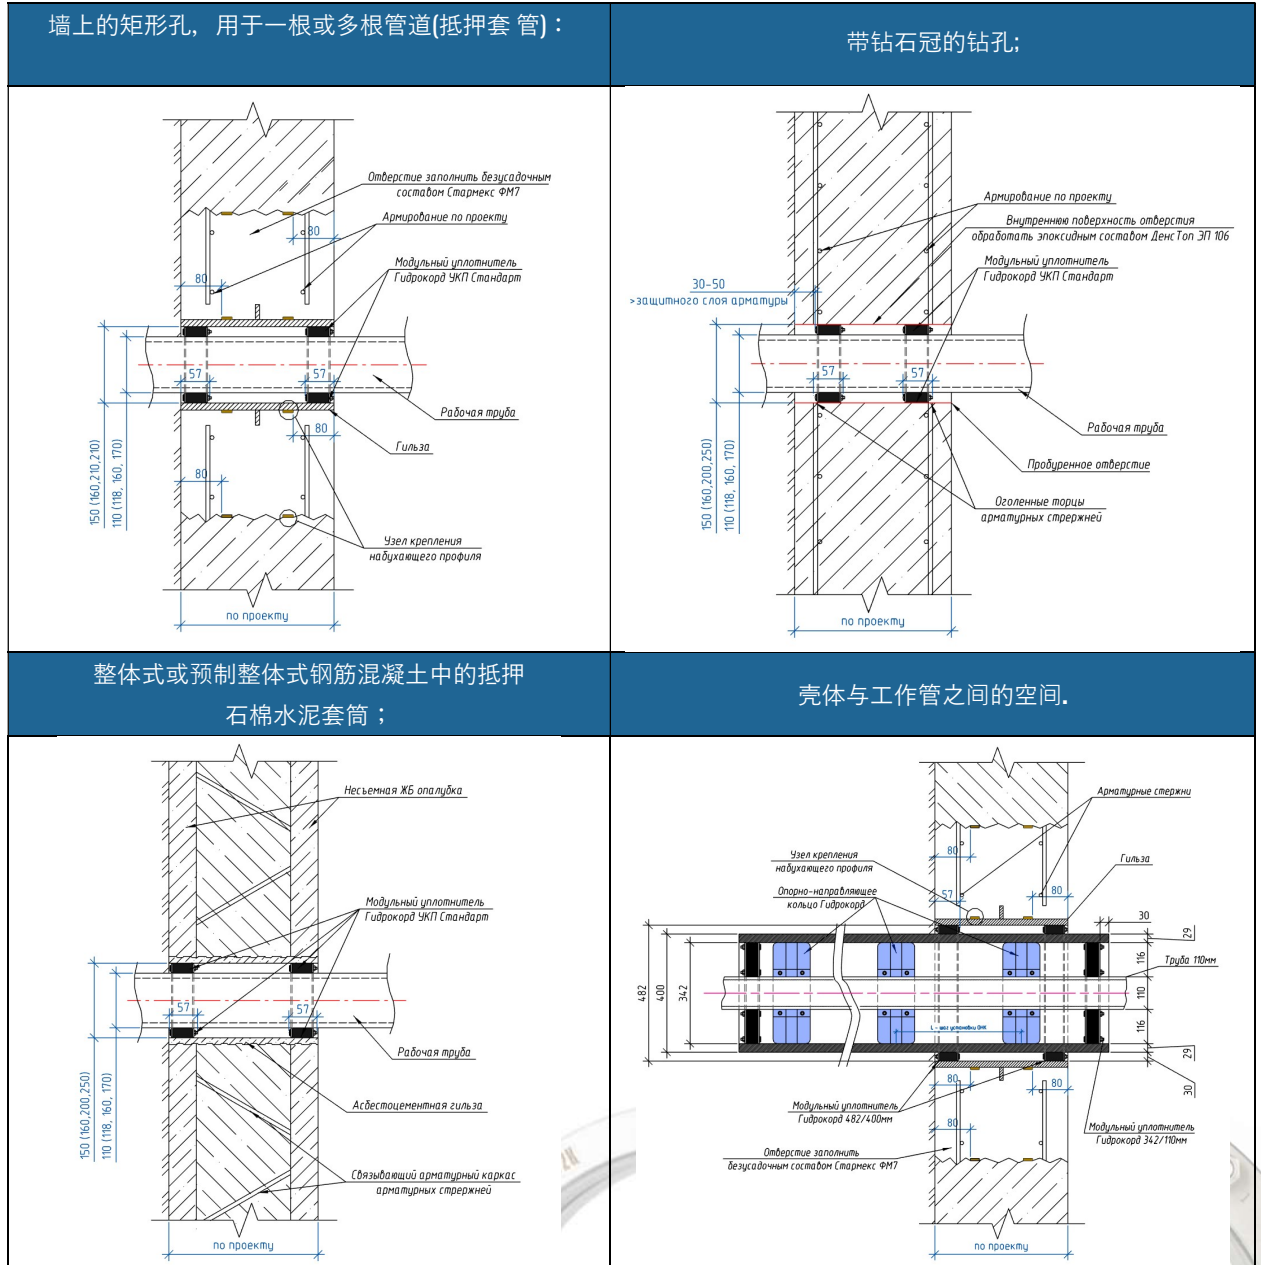 墙上的矩形孔，用于一根或多根管道(抵押套 管)：
带钻石冠的钻孔;
Отверстие заполнить безусадочным
составом Стармекс ФМ7
Армирование по проекту
80
Модульный уплотнитель
Гидрокорд УКП Стандарт
80
57
57
Рабочая труба
80
Гильза
80
150 (160,210,210)
110 (118, 160, 170)
Узел крепления
набухающего профиля
по проекту
Армирование по проекту
Внутреннюю поверхность отверстия
обработать эпоксидным составом ДенсТоп ЭП 106
Модульный уплотнитель
Гидрокорд УКП Стандарт
30-50
>защитного слоя арматуры
57
57
Рабочая труба
Пробуренное отверстие
150 (160,200,250)
110 (118, 160, 170)
Оголенные торцы
арматурных стрержней
по проекту
整体式或预制整体式钢筋混凝土中的抵押
石棉水泥套筒；
壳体与工作管之间的空间.
Несъемная ЖБ опалубка
Модульный уплотнитель
Гидрокорд УКП Стандарт
57
57
Рабочая труба
Асбестоцементная гильза
150 (160,200,250)
110 (118, 160, 170)
Связывающий арматурный каркас
арматурных стрержней
по проекту
Арматурные стержни
80
Узел крепления
набухающего профиля
Гильза
Опорно-направляющее
кольцо Гидрокорд
57
80
30
29
116
Труба 110мм
482
400
342
110
L - шаг установки ОНК
116
29
30
80
80
Модульный уплотнитель
Гидрокорд 482/400мм
80
Модульный уплотнитель
Гидрокорд 342/110мм
Отверстие заполнить
безусадочным составом Стармекс ФМ7
по проекту